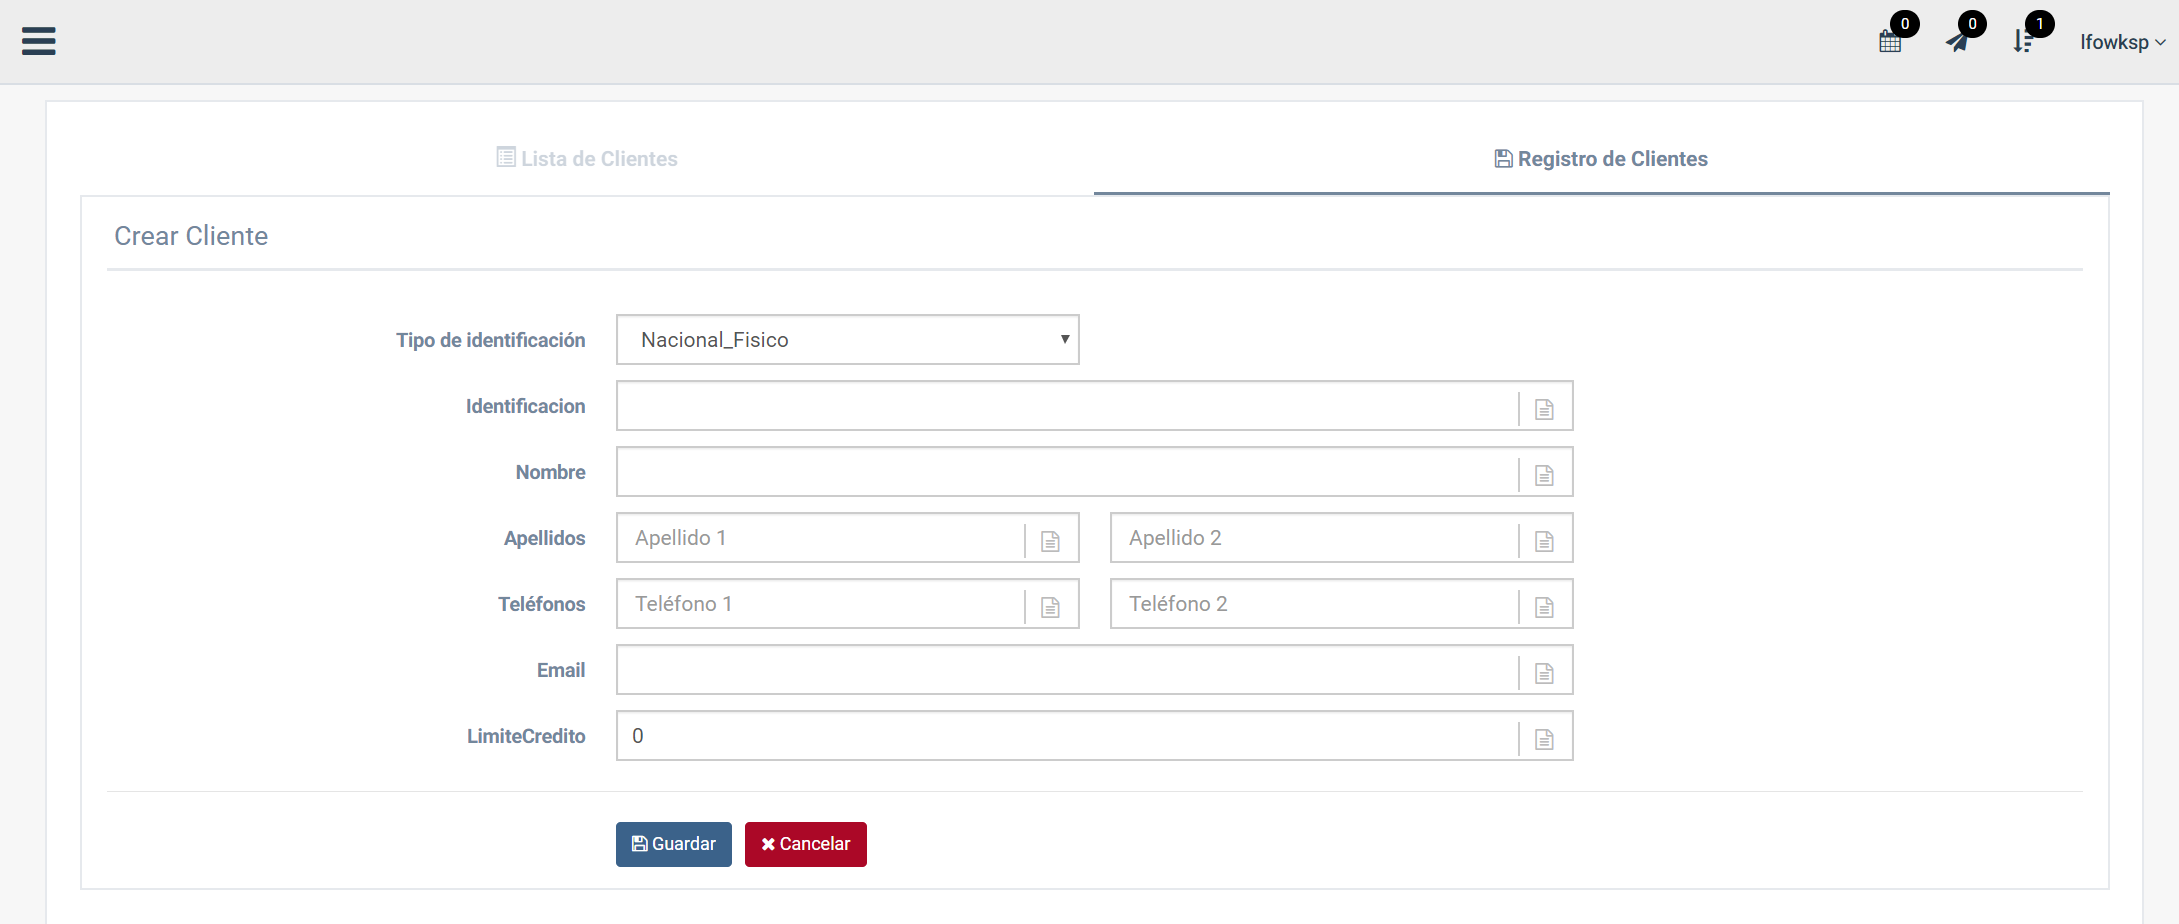 0 0 1
lfowksp
Lista de Clientes Registro de Clientes
Crear Cliente
Tipo de identificación Nacional_Fisico
Identificacion
Nombre
Apellidos Apellido 1 Apellido 2
Teléfonos Teléfono 1 Teléfono 2
Email
LimiteCredito 0
Guardar Cancelar